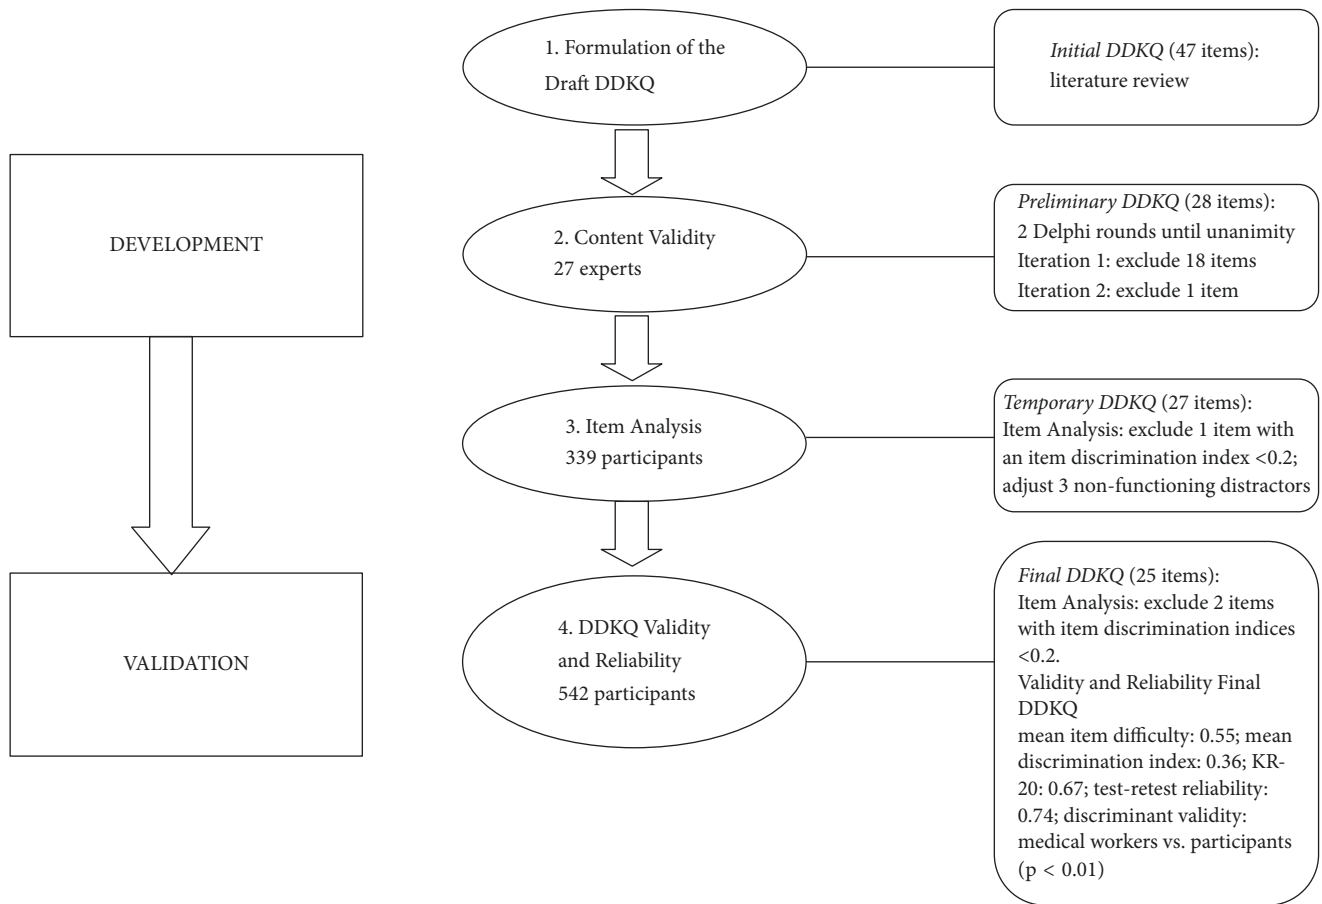 DEVELOPMENT
VALIDATION
1. Formulation of the
Draft DDKQ
Initial DDKQ (47 items):
literature review
2. Content Validity
27 experts
Preliminary DDKQ (28 items):
2 Delphi rounds until unanimity
Iteration 1: exclude 18 items
Iteration 2: exclude 1 item
3. Item Analysis
339 participants
Temporary DDKQ (27 items):
Item Analysis: exclude 1 item with
an item discrimination index <0.2;
adjust 3 non-functioning distractors
4. DDKQ Validity
and Reliability
542 participants
Final DDKQ (25 items):
Item Analysis: exclude 2 items
with item discrimination indices
<0.2.
Validity and Reliability Final
DDKQ
mean item difficulty: 0.55; mean
discrimination index: 0.36; KR-
20: 0.67; test-retest reliability:
0.74; discriminant validity:
medical workers vs. participants
(p < 0.01)